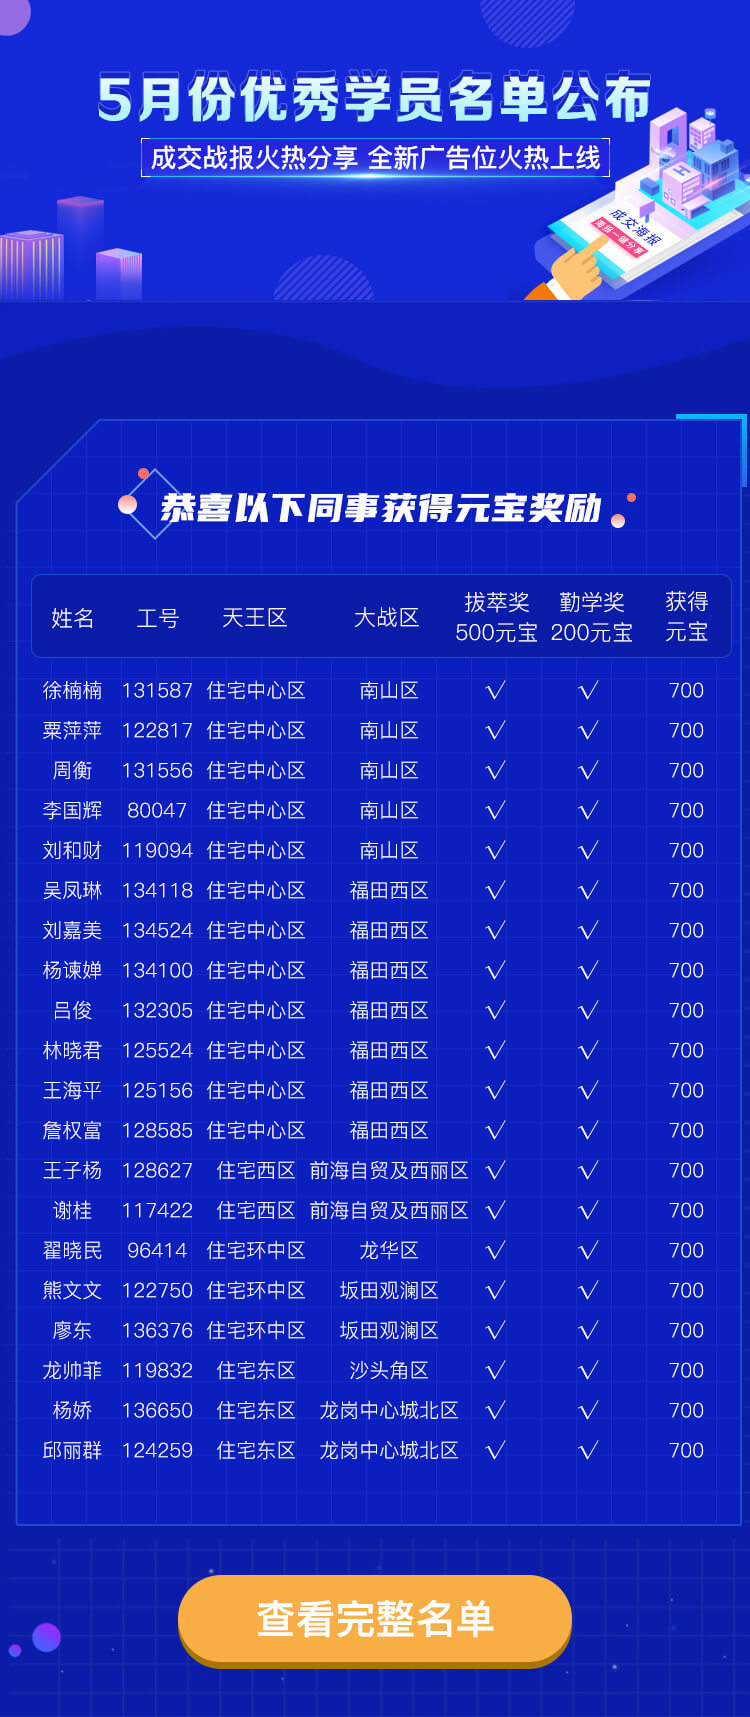 5月份优秀学员名单公布
成交战报火热分享 全新广告位火热上线
成交海报
海报一键分享
恭喜以下同事获得元宝奖励
姓名 工号 天王区 大战区 拔萃奖 500元宝 勤学奖 200元宝 获得元宝
徐楠楠 131587 住宅中心区 南山区 √ √ 700
粟萍萍 122817 住宅中心区 南山区 √ √ 700
周衡 131556 住宅中心区 南山区 √ √ 700
李国辉 80047 住宅中心区 南山区 √ √ 700
刘和财 119094 住宅中心区 南山区 √ √ 700
吴凤琳 134118 住宅中心区 福田西区 √ √ 700
刘嘉美 134524 住宅中心区 福田西区 √ √ 700
杨谏婵 134100 住宅中心区 福田西区 √ √ 700
吕俊 132305 住宅中心区 福田西区 √ √ 700
林晓君 125524 住宅中心区 福田西区 √ √ 700
王海平 125156 住宅中心区 福田西区 √ √ 700
詹权富 128585 住宅中心区 福田西区 √ √ 700
王子杨 128627 住宅西区 前海自贸及西丽区 √ √ 700
谢桂 117422 住宅西区 前海自贸及西丽区 √ √ 700
翟晓民 96414 住宅环中区 龙华区 √ √ 700
熊文文 122750 住宅环中区 坂田观澜区 √ √ 700
廖东 136376 住宅环中区 坂田观澜区 √ √ 700
龙帅菲 119832 住宅东区 沙头角区 √ √ 700
杨娇 136650 住宅东区 龙岗中心城北区 √ √ 700
邱丽群 124259 住宅东区 龙岗中心城北区 √ √ 700
查看完整名单